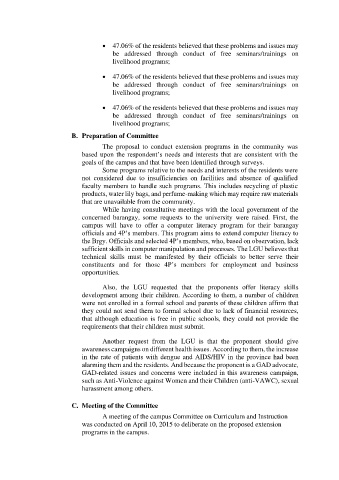 • 47.06% of the residents believed that these problems and issues may
be addressed through conduct of free seminars/trainings on
livelihood programs;
• 47.06% of the residents believed that these problems and issues may
be addressed through conduct of free seminars/trainings on
livelihood programs;
• 47.06% of the residents believed that these problems and issues may
be addressed through conduct of free seminars/trainings on
livelihood programs;
B. Preparation of Committee
The proposal to conduct extension programs in the community was
based upon the respondent's needs and interests that are consistent with the
goals of the campus and that have been identified through surveys.
Some programs relative to the needs and interests of the residents were
not considered due to insufficiencies on facilities and absence of qualified
faculty members to handle such programs. This includes recycling of plastic
products, water lily bags, and perfume-making which may require raw materials
that are unavailable from the community.
While having consultative meetings with the local government of the
concerned barangay, some requests to the university were raised. First, the
campus will have to offer a computer literacy program for their barangay
officials and 4P's members. This program aims to extend computer literacy to
the Brgy. Officials and selected 4P's members, who, based on observation, lack
sufficient skills in computer manipulation and processes. The LGU believes that
technical skills must be manifested by their officials to better serve their
constituents and for those 4P's members for employment and business
opportunities.
Also, the LGU requested that the proponents offer literacy skills
development among their children. According to them, a number of children
were not enrolled in a formal school and parents of these children affirm that
they could not send them to formal school due to lack of financial resources,
that although education is free in public schools, they could not provide the
requirements that their children must submit.
Another request from the LGU is that the proponent should give
awareness campaigns on different health issues. According to them, the increase
in the rate of patients with dengue and AIDS/HIV in the province had been
alarming them and the residents. And because the proponent is a GAD advocate,
GAD-related issues and concerns were included in this awareness campaign,
such as Anti-Violence against Women and their Children (anti-VAWC), sexual
harassment among others.
C. Meeting of the Committee
A meeting of the campus Committee on Curriculum and Instruction
was conducted on April 10, 2015 to deliberate on the proposed extension
programs in the campus.